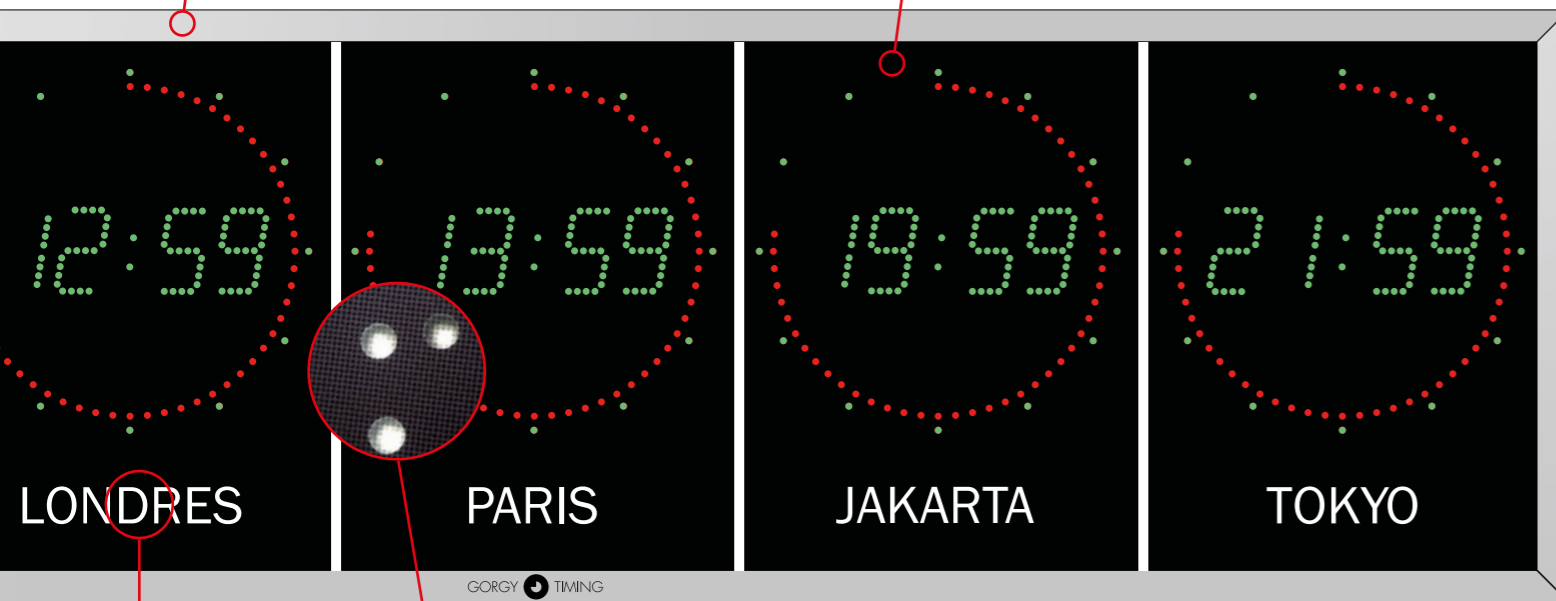 12:59
13:59
19:59
21:59
LONDRES
PARIS
JAKARTA
TOKYO
GORGY TIMING